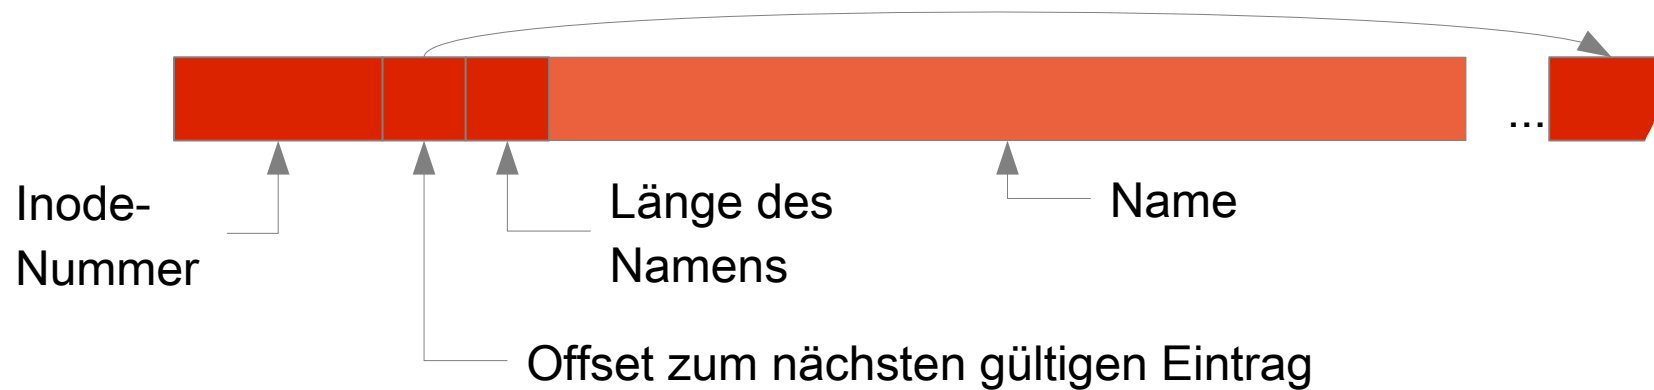 ...
Inode-
Nummer
Länge des
Namens
Name
Offset zum nächsten gültigen Eintrag